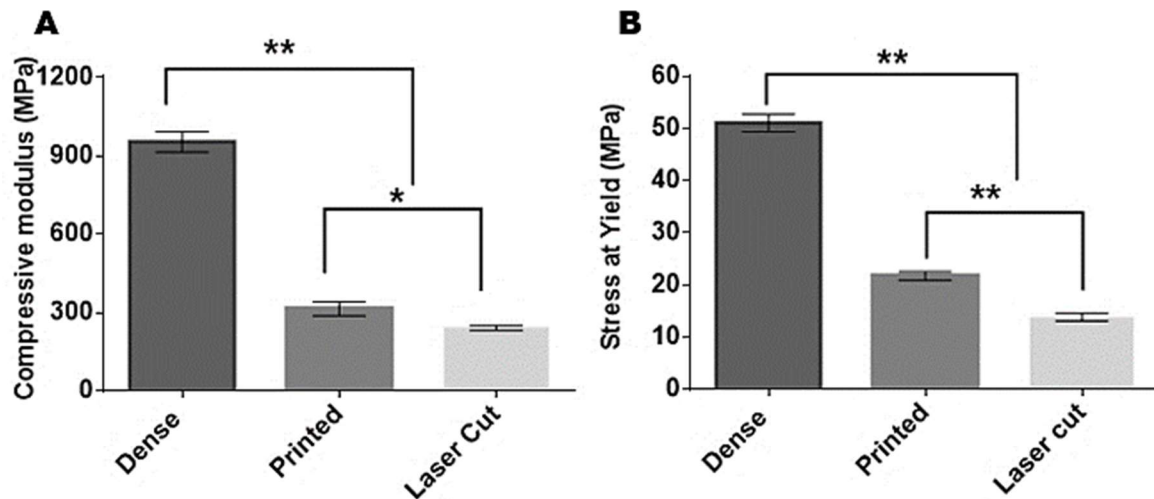 A
**
Compressive modulus (MPa)
1200
900
600
300
0
*
Dense
Printed
Laser Cut
B
**
Stress at Yield (MPa)
60
50
40
30
20
10
0
**
Dense
Printed
Laser cut